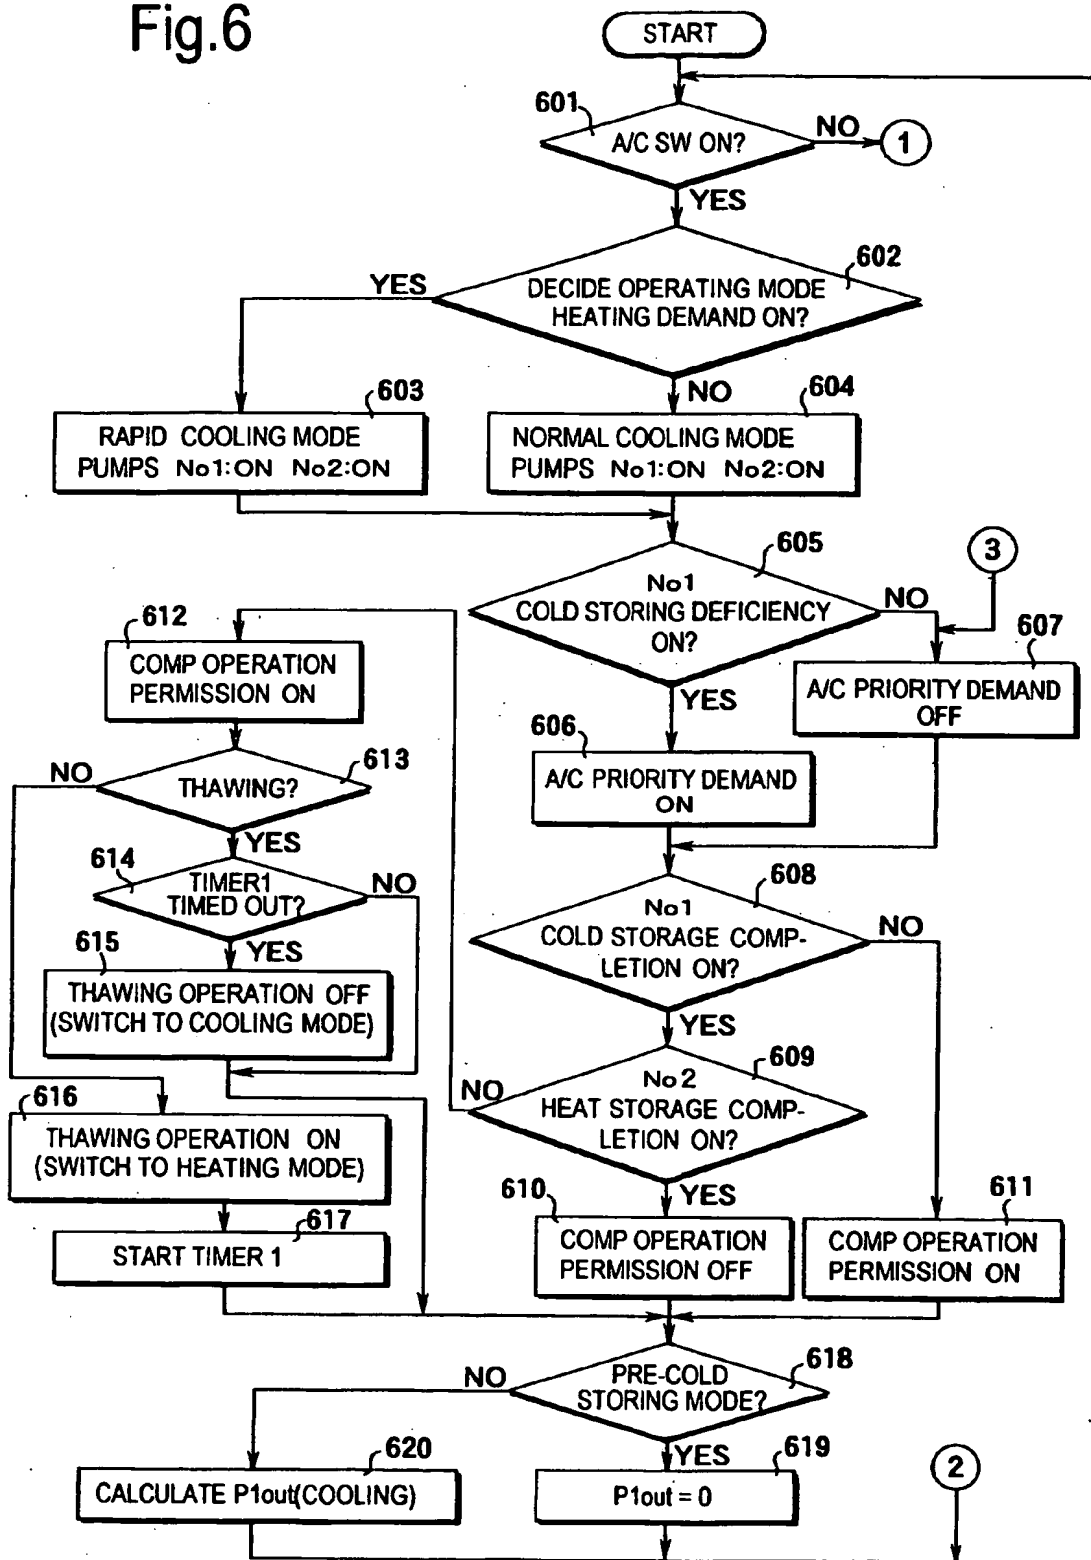 Fig.6
START
601
A/C SW ON?
NO
1
YES
602
DECIDE OPERATING MODE
HEATING DEMAND ON?
YES
NO
603
RAPID COOLING MODE
PUMPS No1:ON No2:ON
604
NORMAL COOLING MODE
PUMPS No1:ON No2:ON
605
No1
COLD STORING DEFICIENCY
ON?
NO
3
YES
607
A/C PRIORITY DEMAND
OFF
606
A/C PRIORITY DEMAND
ON
612
COMP OPERATION
PERMISSION ON
613
THAWING?
NO
YES
614
TIMER1
TIMED OUT?
NO
YES
615
THAWING OPERATION OFF
(SWITCH TO COOLING MODE)
616
THAWING OPERATION ON
(SWITCH TO HEATING MODE)
617
START TIMER 1
608
No1
COLD STORAGE COMP-
LETION ON?
NO
YES
609
No2
HEAT STORAGE COMP-
LETION ON?
NO
YES
610
COMP OPERATION
PERMISSION OFF
611
COMP OPERATION
PERMISSION ON
618
PRE-COLD
STORING MODE?
NO
YES
620
CALCULATE P1out(COOLING)
619
P1out = 0
2